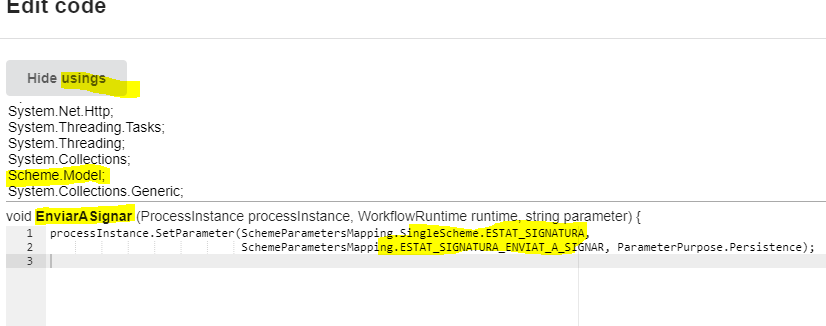 Edit code
Hide usings
System.Net.Http;
System.Threading.Tasks;
System.Threading;
System.Collections;
Scheme.Model;
System.Collections.Generic;
void EnviarASignar (ProcessInstance processInstance, WorkflowRuntime runtime, string parameter) {
1 processInstance.SetParameter(SchemeParametersMapping.SingleScheme.ESTAT_SIGNATURA,
2 SchemeParametersMapping.ESTAT_SIGNATURA_ENVIAT_A_SIGNAR, ParameterPurpose.Persistence);
3